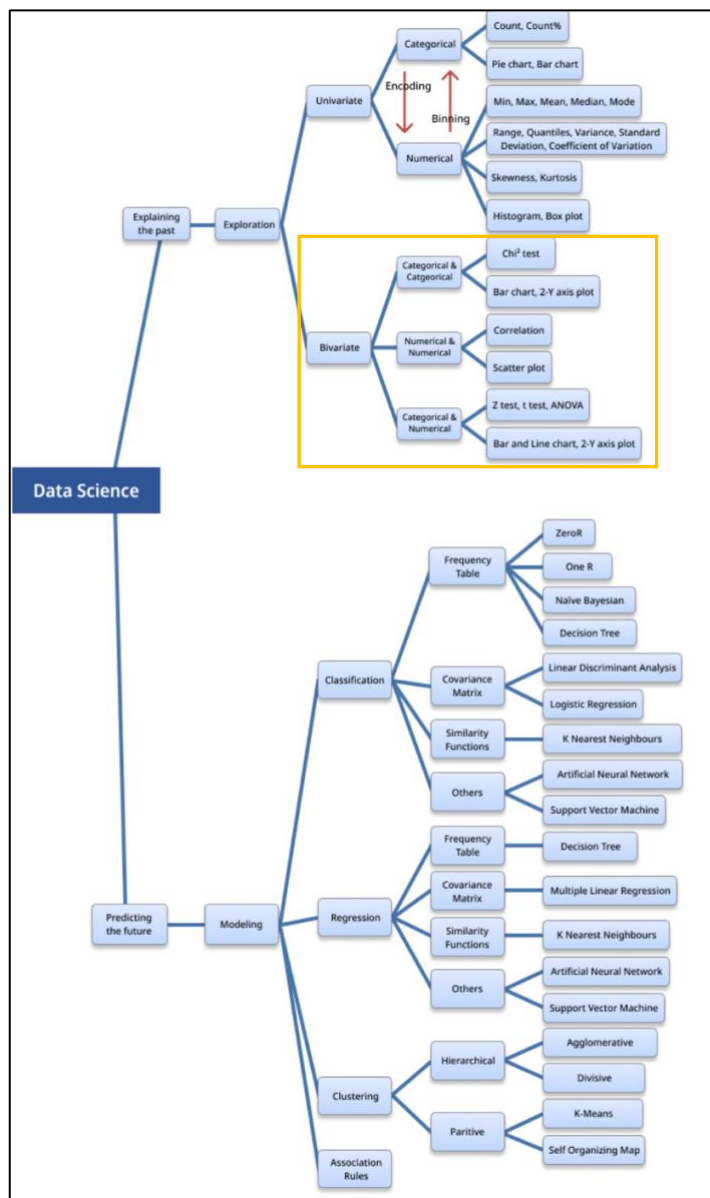 Count, Count%
Categorical
Pie chart, Bar chart
Encoding
Univariate
Min, Max, Mean, Median, Mode
Binning
Range, Quantiles, Variance, Standard
Deviation, Coefficient of Variation
Numerical
Skewness, Kurtosis
Explaining
the past
Exploration
Histogram, Box plot
Chi² test
Categorical &
Catgeorical
Bar chart, 2-Y axis plot
Bivariate
Numerical &
Numerical
Correlation
Scatter plot
Categorical &
Numerical
Z test, t test, ANOVA
Bar and Line chart, 2-Y axis plot
Data Science
Frequency
Table
ZeroR
One R
Naïve Bayesian
Decision Tree
Classification
Covariance
Matrix
Linear Discriminant Analysis
Logistic Regression
Similarity
Functions
K Nearest Neighbours
Others
Artificial Neural Network
Support Vector Machine
Frequency
Table
Decision Tree
Predicting
the future
Modeling
Regression
Covariance
Matrix
Multiple Linear Regression
Similarity
Functions
K Nearest Neighbours
Others
Artificial Neural Network
Support Vector Machine
Clustering
Hierarchical
Agglomerative
Divisive
Paritive
K-Means
Self Organizing Map
Association
Rules